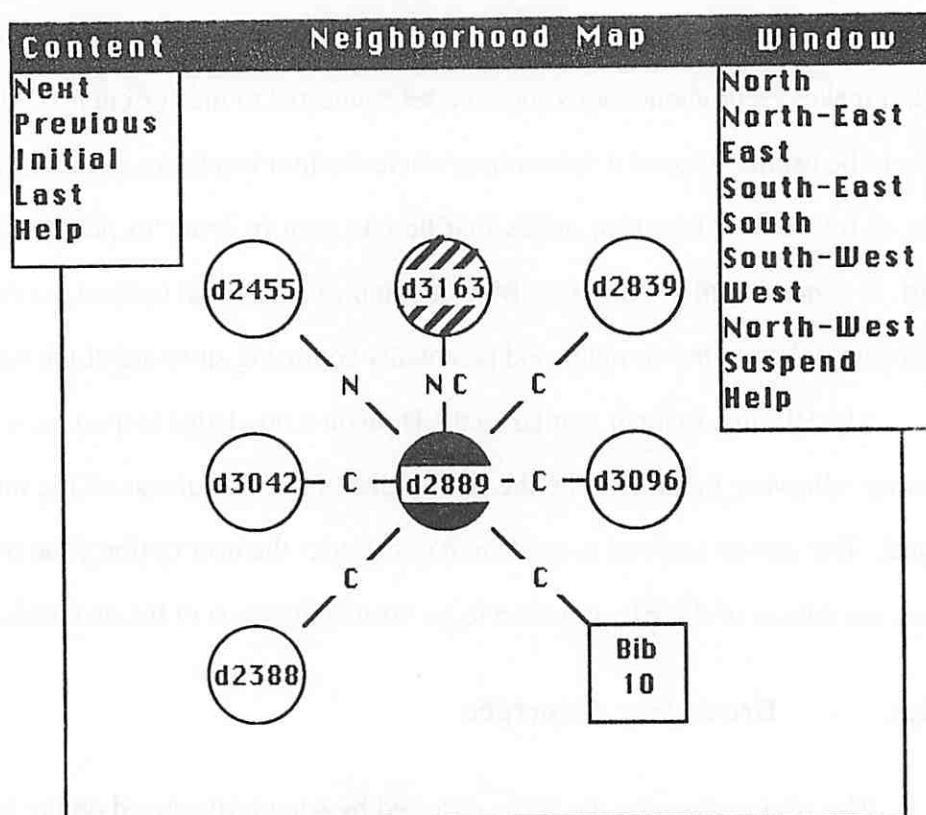 Content
Neighborhood Map
Window
Next
Previous
Initial
Last
Help
North
North-East
East
South-East
South
South-West
West
North-West
Suspend
Help
d2455
d3163
d2839
N
NC
C
d3042
C
d2889
d3096
C
C
d2388
Bib
10